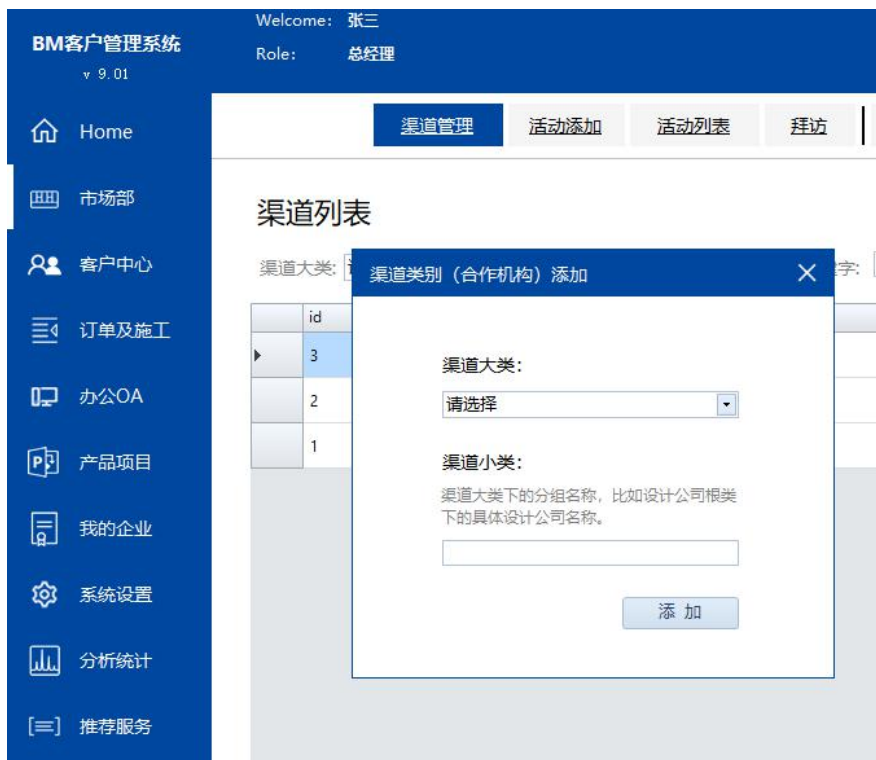 BM客户管理系统
v 9.01
Welcome: 张三
Role: 总经理
Home
市场部
客户中心
订单及施工
办公OA
产品项目
我的企业
系统设置
分析统计
推荐服务
渠道管理 活动添加 活动列表 拜访
渠道列表
渠道大类: 字:
id
3
2
1
渠道类别（合作机构）添加
渠道大类：
请选择
渠道小类：
渠道大类下的分组名称，比如设计公司根类
下的具体设计公司名称。
添 加